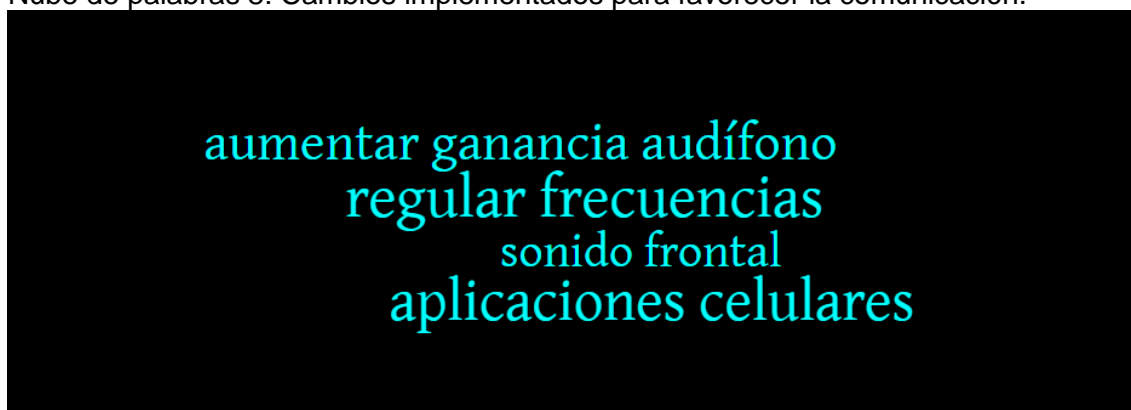 Nube de palabras 3. Cambios implementados para favorecer la comunicación.
aumentar ganancia audífono
regular frecuencias
sonido frontal
aplicaciones celulares